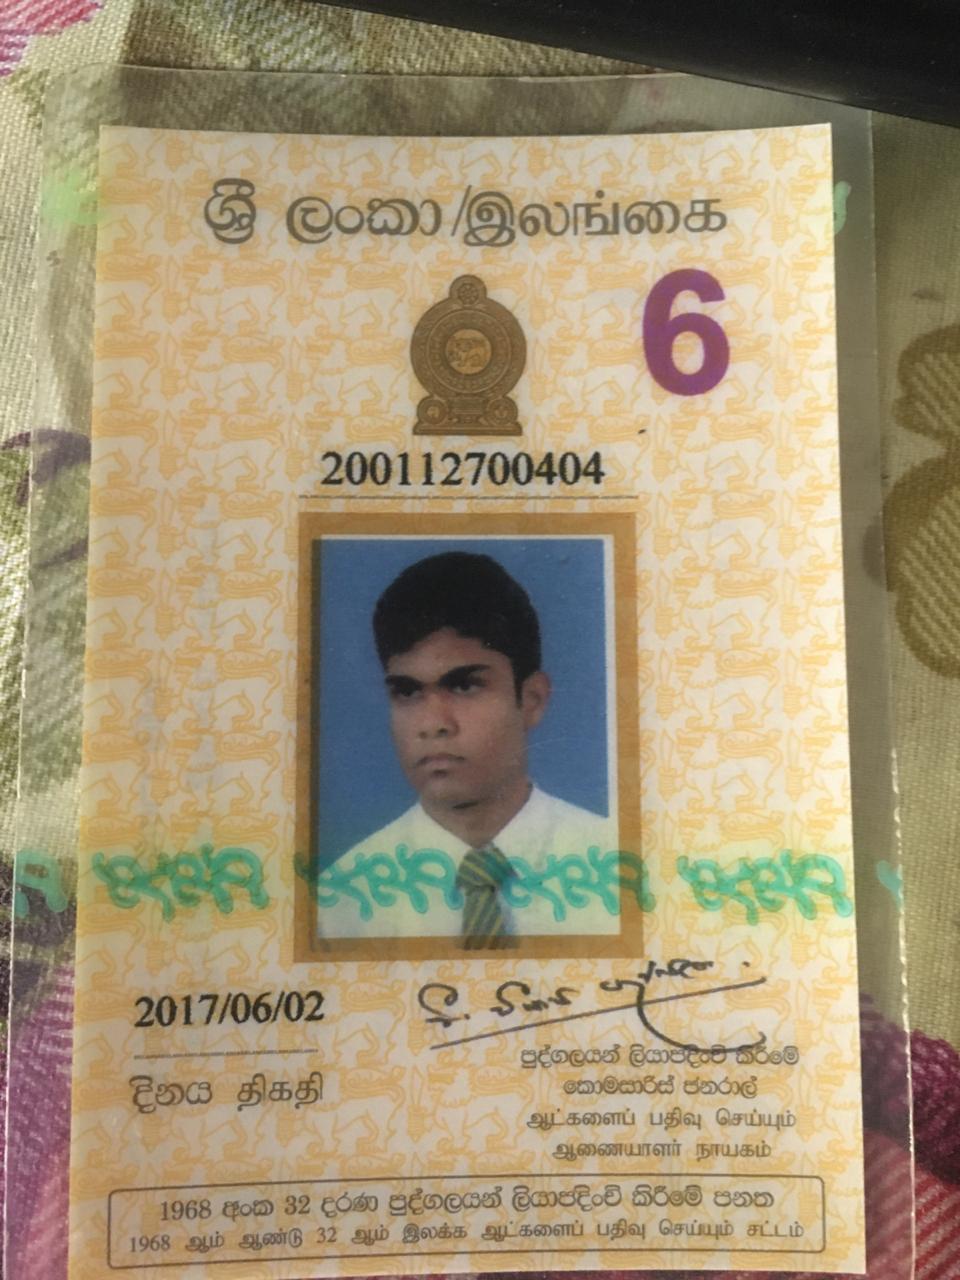 ශ්‍රී ලංකා/இலங்கை
6
200112700404
2017/06/02
දිනය திகதி
පුද්ගලයන් ලියාපදිංචි කිරීමේ
කොමසාරිස් ජනරාල්
ஆட்களைப் பதிவு செய்யும்
ஆணையாளர் நாயகம்
1968 අංක 32 දරණ පුද්ගලයන් ලියාපදිංචි කිරීමේ පනත
1968 ஆம் ஆண்டு 32 ஆம் இலக்க ஆட்களைப் பதிவு செய்யும் சட்டம்